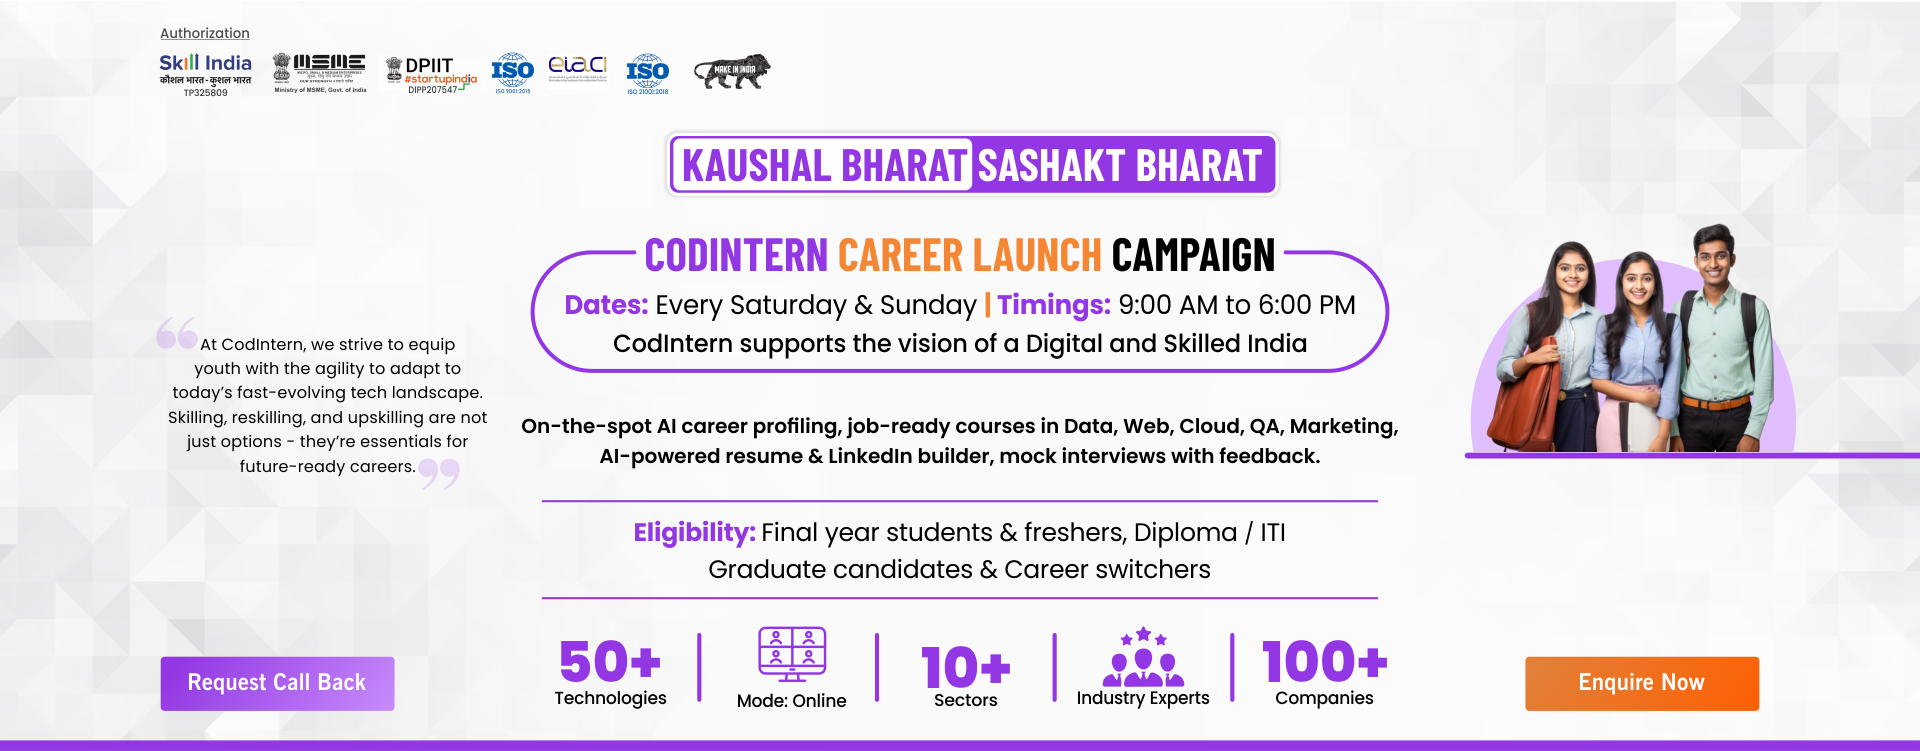 Authorization
Skill India
कौशल भारत - कुशल भारत
TP325809
MSME
MICRO, SMALL & MEDIUM ENTERPRISES
Ministry of MSME, Govt. of India
DPIIT
#startupindia
DIPP207547
ISO
ISO 9001:2015
eiaci
ISO
ISO 21001:2018
MAKE IN INDIA
KAUSHAL BHARAT SASHAKT BHARAT
CODINTERN CAREER LAUNCH CAMPAIGN
Dates: Every Saturday & Sunday | Timings: 9:00 AM to 6:00 PM
CodIntern supports the vision of a Digital and Skilled India
“At CodIntern, we strive to equip
youth with the agility to adapt to
today’s fast-evolving tech landscape.
Skilling, reskilling, and upskilling are not
just options - they’re essentials for
future-ready careers.”
On-the-spot AI career profiling, job-ready courses in Data, Web, Cloud, QA, Marketing,
AI-powered resume & LinkedIn builder, mock interviews with feedback.
Eligibility: Final year students & freshers, Diploma / ITI
Graduate candidates & Career switchers
50+
Technologies
Mode: Online
10+
Sectors
Industry Experts
100+
Companies
Request Call Back
Enquire Now